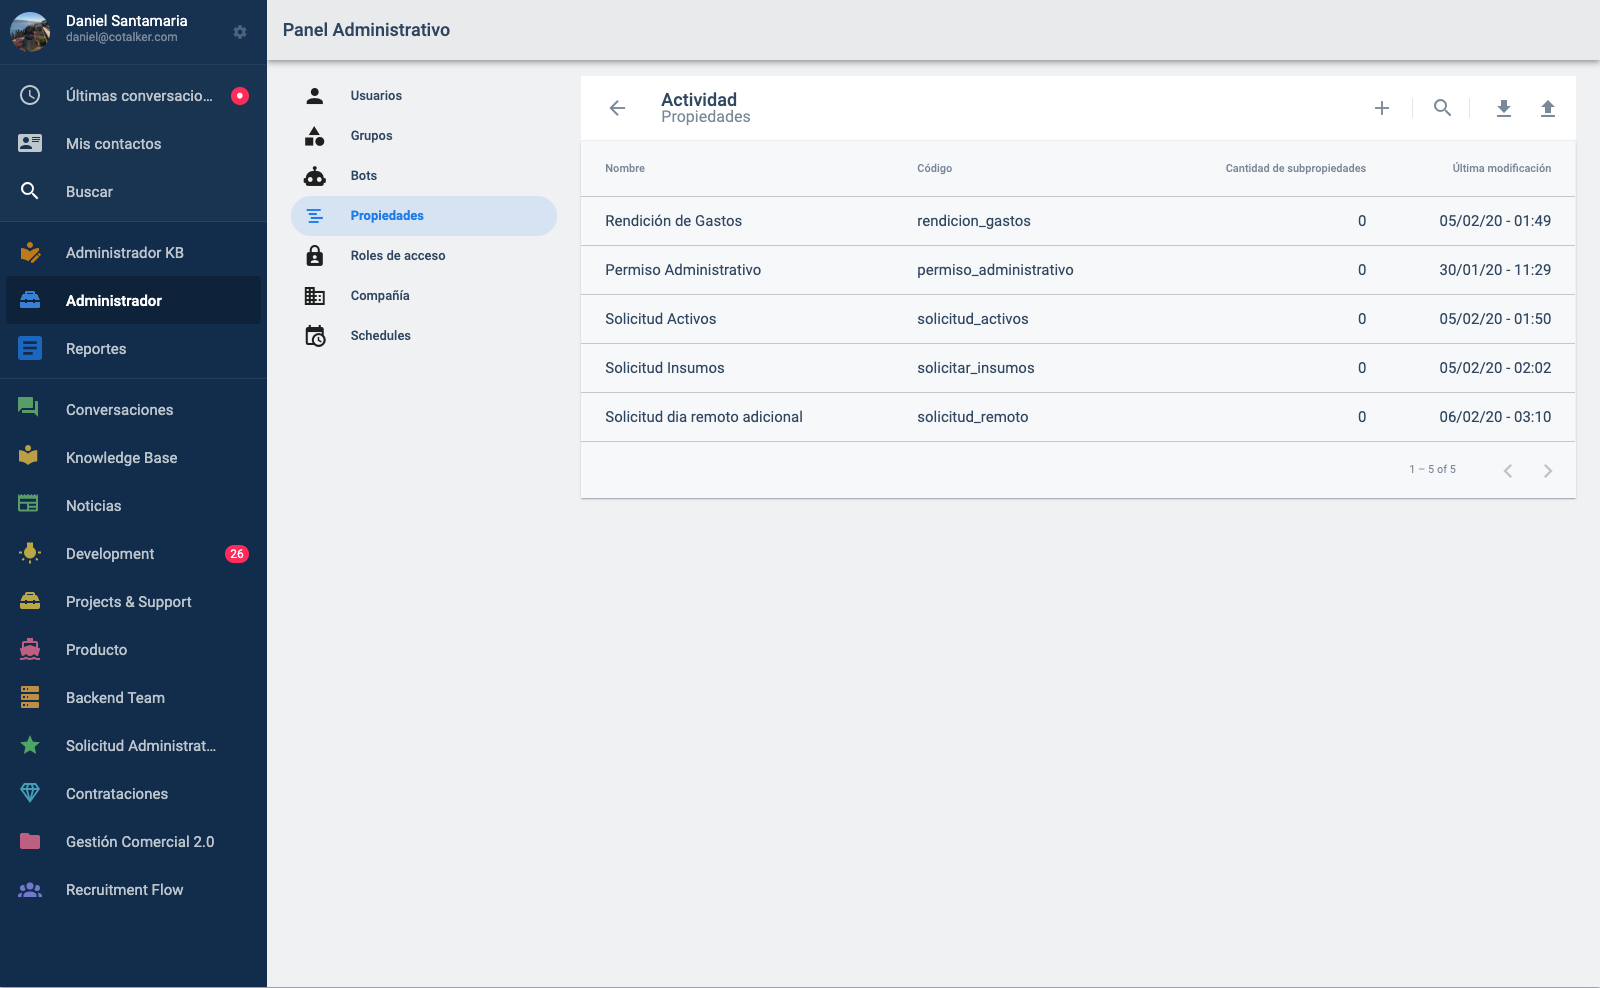 Daniel Santamaria
daniel@cotalker.com
Últimas conversacio...
Mis contactos
Buscar
Administrador KB
Administrador
Reportes
Conversaciones
Knowledge Base
Noticias
Development 26
Projects & Support
Producto
Backend Team
Solicitud Administrat...
Contrataciones
Gestión Comercial 2.0
Recruitment Flow
Panel Administrativo
Usuarios
Grupos
Bots
Propiedades
Roles de acceso
Compañía
Schedules
Actividad
Propiedades
Nombre Código Cantidad de subpropiedades Última modificación
Rendición de Gastos rendicion_gastos 0 05/02/20 - 01:49
Permiso Administrativo permiso_administrativo 0 30/01/20 - 11:29
Solicitud Activos solicitud_activos 0 05/02/20 - 01:50
Solicitud Insumos solicitar_insumos 0 05/02/20 - 02:02
Solicitud dia remoto adicional solicitud_remoto 0 06/02/20 - 03:10
1 – 5 of 5